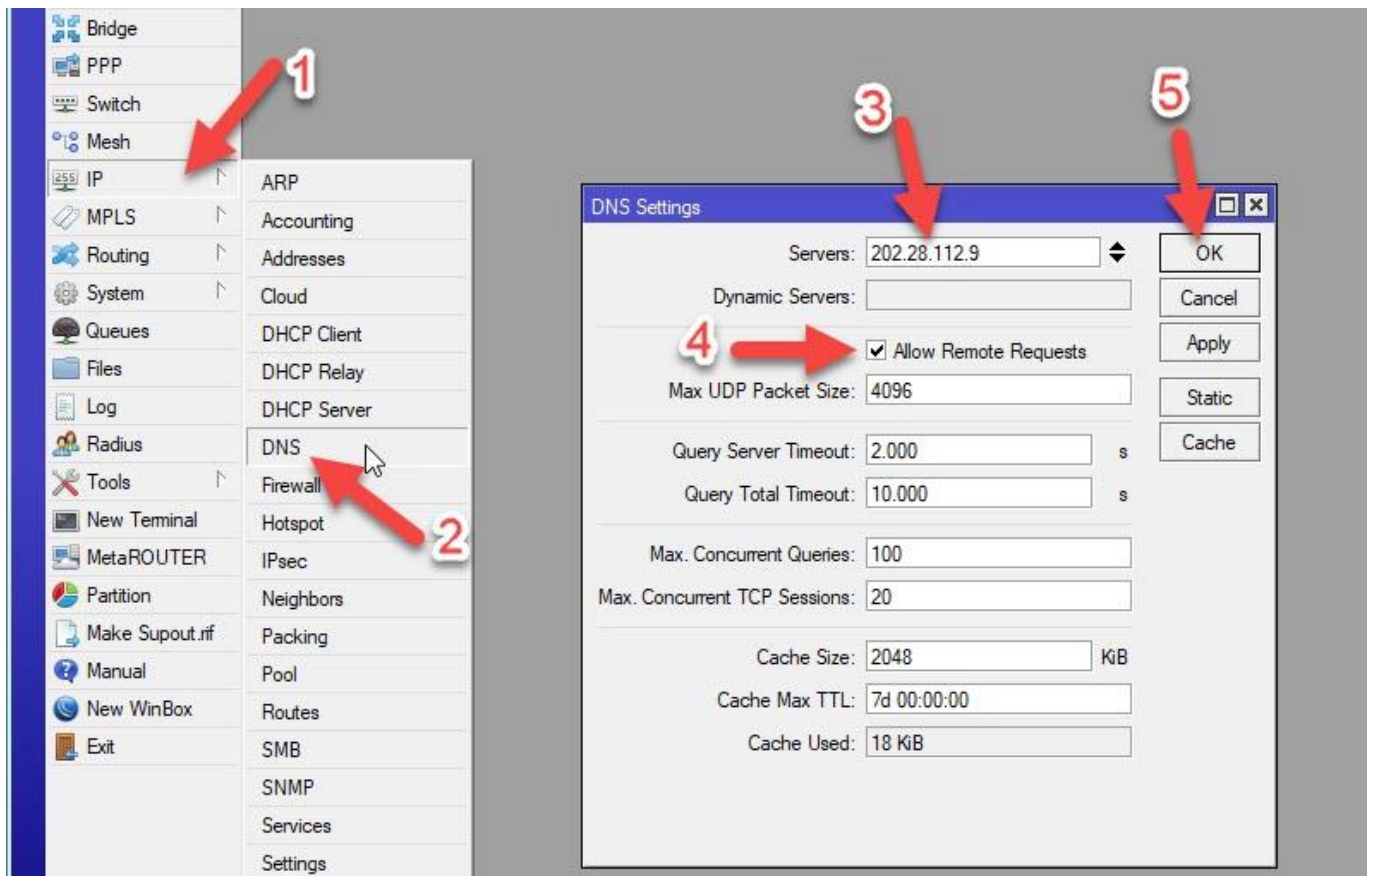 Bridge
PPP
Switch
Mesh
IP
MPLS
Routing
System
Queues
Files
Log
Radius
Tools
New Terminal
MetaROUTER
Partition
Make Supout.rif
Manual
New WinBox
Exit
1
ARP
Accounting
Addresses
Cloud
DHCP Client
DHCP Relay
DHCP Server
DNS
Firewall
Hotspot
IPsec
Neighbors
Packing
Pool
Routes
SMB
SNMP
Services
Settings
2
3
5
DNS Settings
Servers: 202.28.112.9
OK
Dynamic Servers:
Cancel
4
Allow Remote Requests
Apply
Max UDP Packet Size: 4096
Static
Query Server Timeout: 2.000 s
Cache
Query Total Timeout: 10.000 s
Max. Concurrent Queries: 100
Max. Concurrent TCP Sessions: 20
Cache Size: 2048 KiB
Cache Max TTL: 7d 00:00:00
Cache Used: 18 KiB